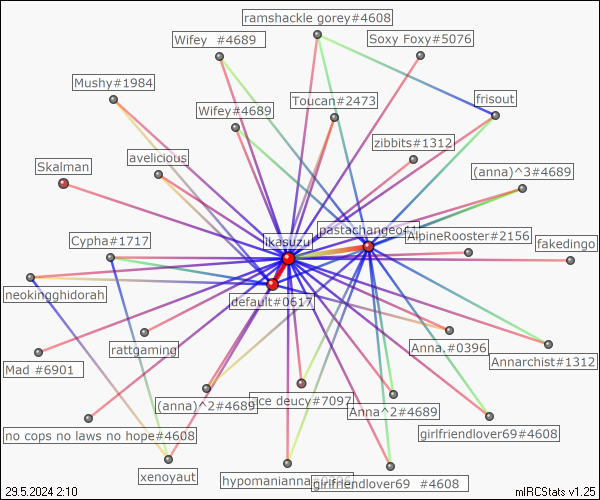 ramshackle gorey#4608
Wifey #4689
Soxy Foxy#5076
Mushy#1984
Toucan#2473
frisout
Wifey#4689
zibbits#1312
avelicious
Skalman
(anna)^3#4689
pastachangeo41
Cypha#1717
ikasuzu
AlpineRooster#2156
fakedingo
neokingghidorah
default#0617
rattgaming
Anna.#0396
Annarchist#1312
Mad #6901
(anna)^2#4689
ce deucy#7097
Anna^2#4689
no cops no laws no hope#4608
girlfriendlover69#4608
xenoyaut
hypomanianna
girlfriendlover69 #4608
29.5.2024 2:10
mIRCStats v1.25